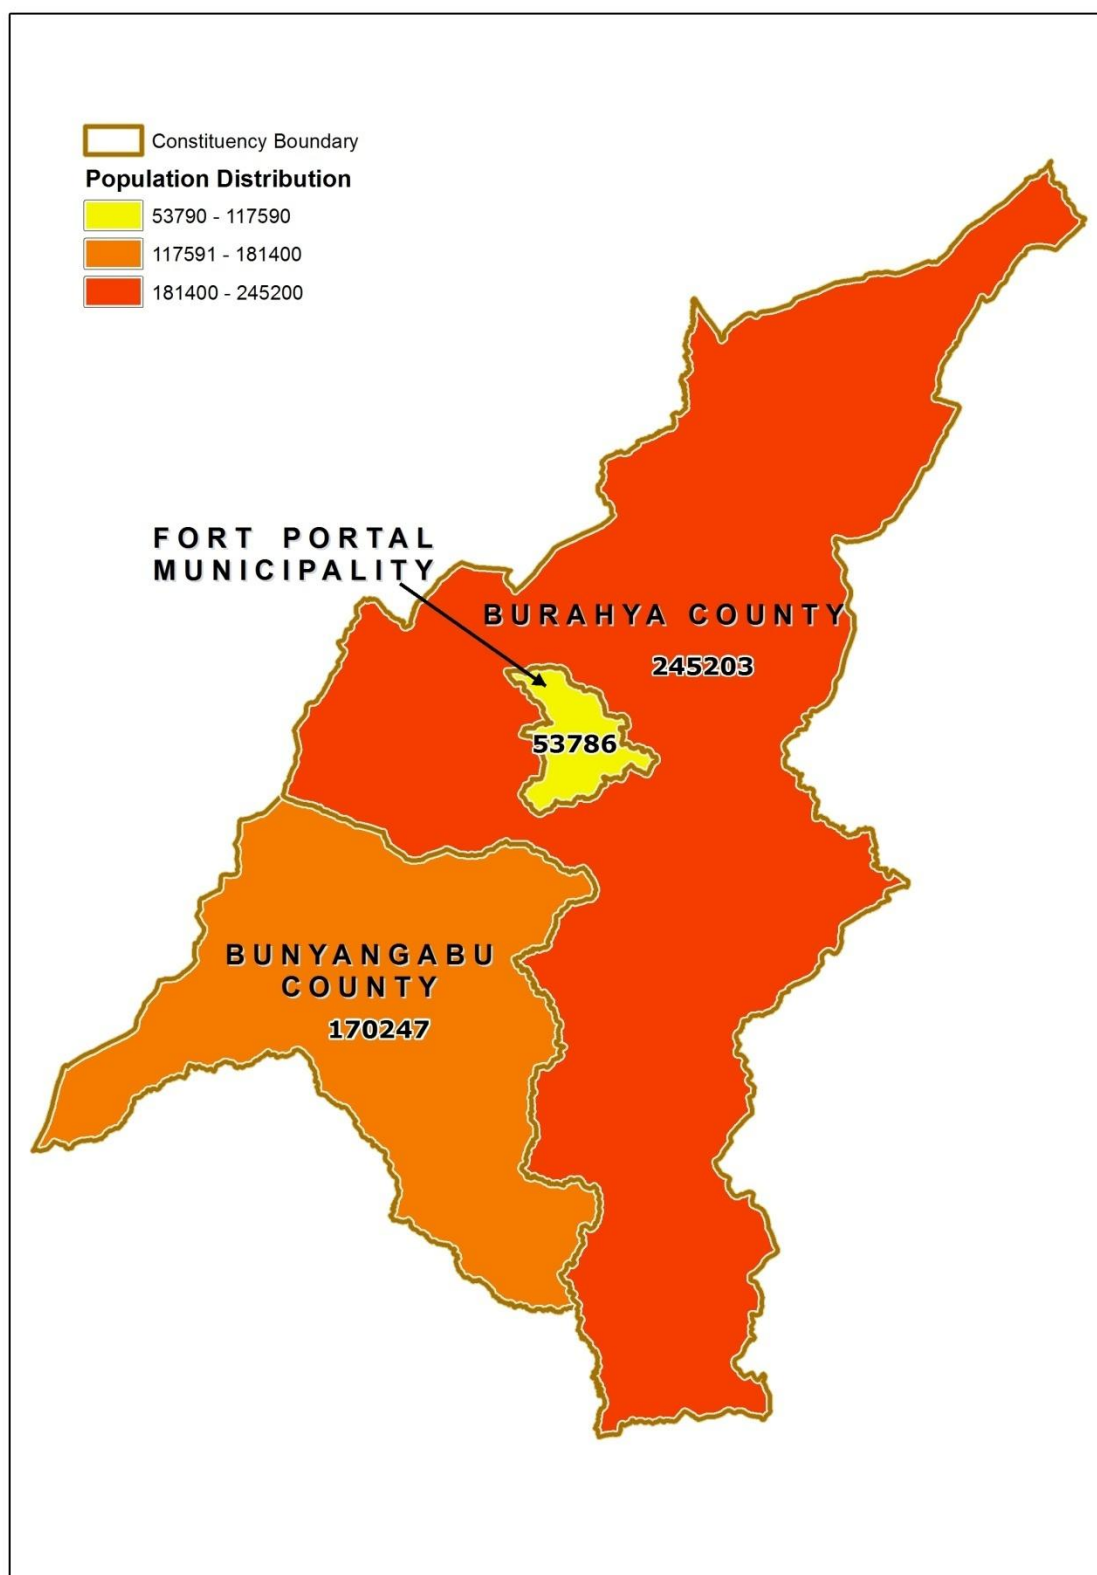 Constituency Boundary
Population Distribution
53790 - 117590
117591 - 181400
181400 - 245200
FORT PORTAL
MUNICIPALITY
BURAHYA COUNTY
245203
53786
BUNYANGABU
COUNTY
170247